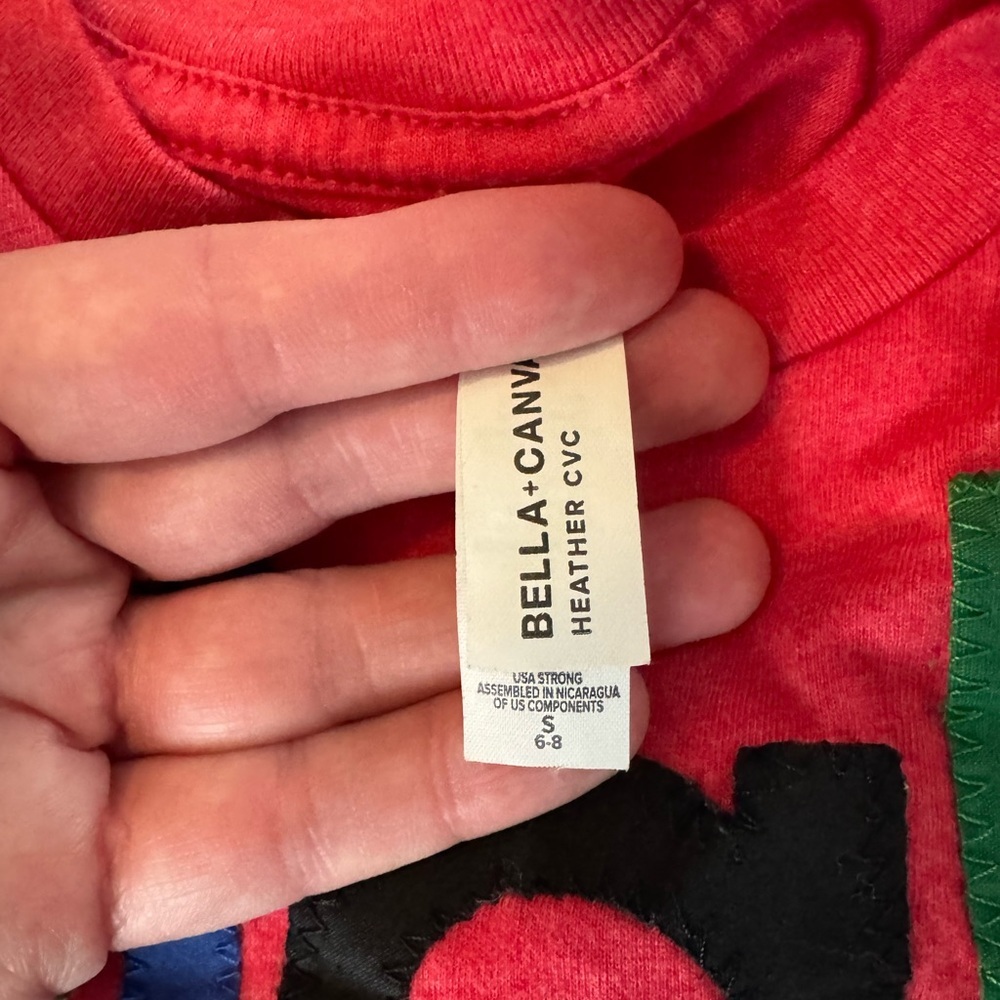 BELLA+CANVA
HEATHER CVC
USA STRONG
ASSEMBLED IN NICARAGUA
OF US COMPONENTS
S
6-8